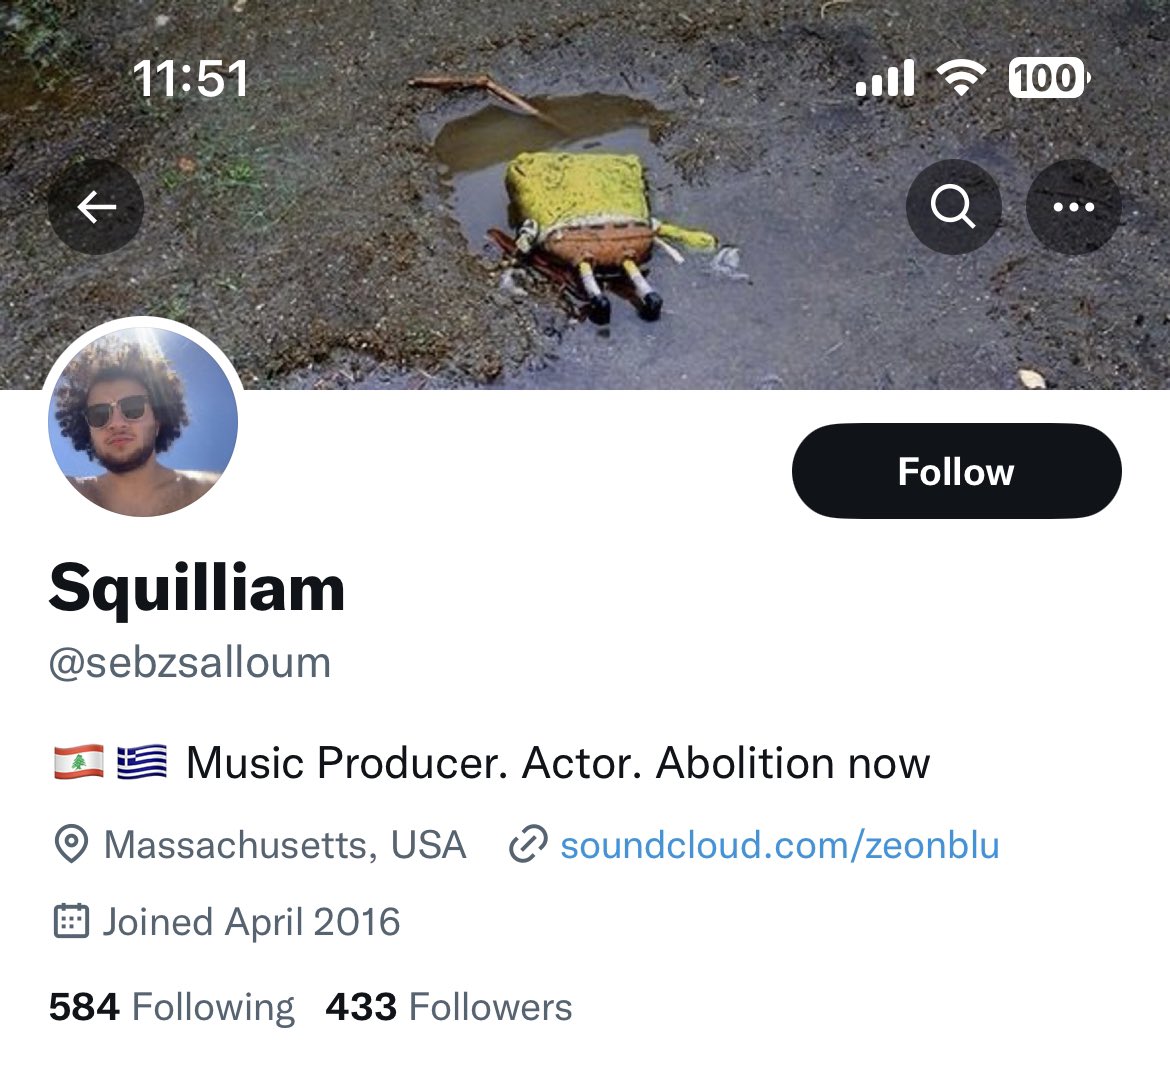 11:51
100
Follow
Squilliam
@sebzsalloum
🇱🇧🇬🇷 Music Producer. Actor. Abolition now
Massachusetts, USA soundcloud.com/zeonblu
Joined April 2016
584 Following 433 Followers